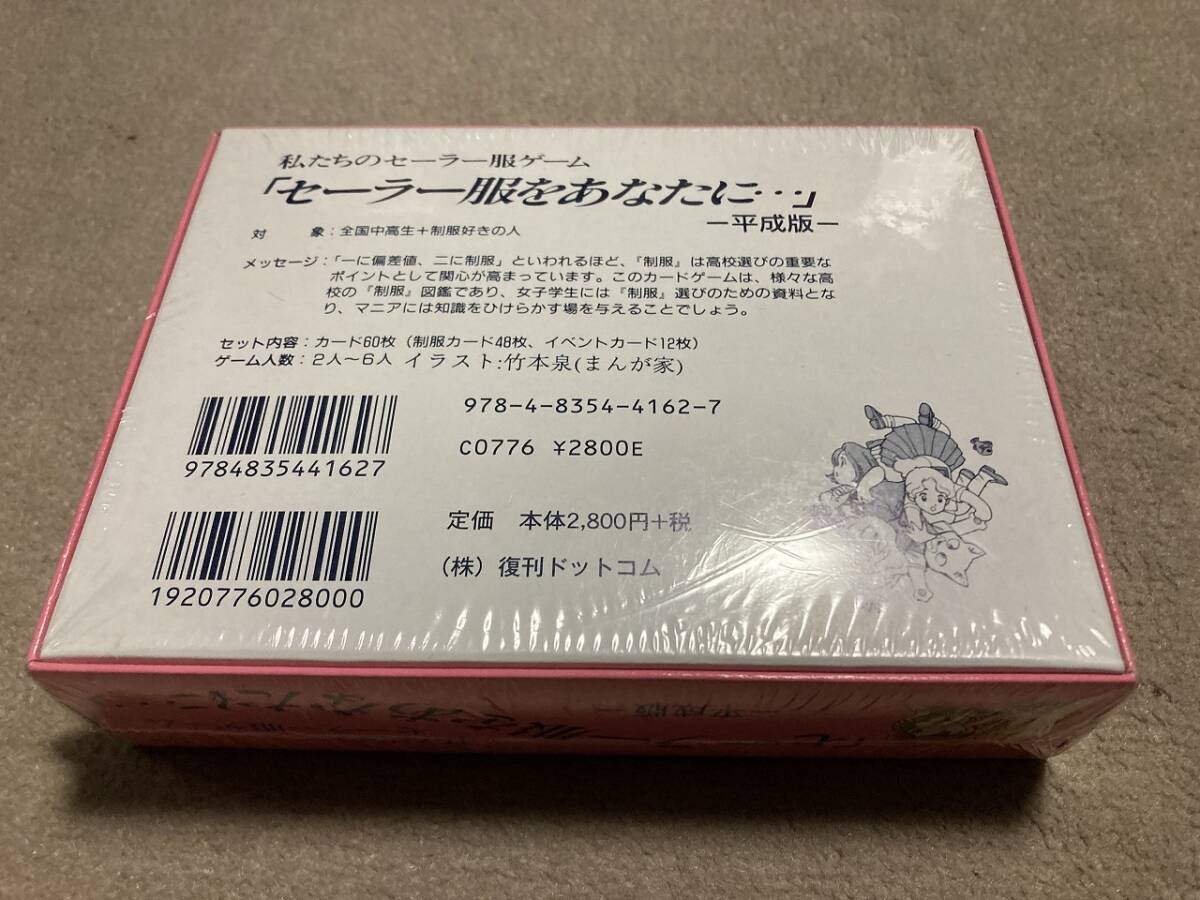 私たちのセーラー服ゲーム
「セーラー服をあなたに…」
－平成版－
対　　象：全国中高生＋制服好きの人
メッセージ：「一に偏差値、二に制服」といわれるほど、『制服』は高校選びの重要な
ポイントとして関心が高まっています。このカードゲームは、様々な高
校の『制服』図鑑であり、女子学生には『制服』選びのための資料とな
り、マニアには知識をひけらかす場を与えることでしょう。
セット内容：カード60枚（制服カード48枚、イベントカード12枚）
ゲーム人数：2人～6人 イラスト:竹本泉(まんが家)
978-4-8354-4162-7
C0776 ¥2800E
9784835441627
定価　本体2,800円+税
（株）復刊ドットコム
1920776028000
服をあなたに…
－平成版－